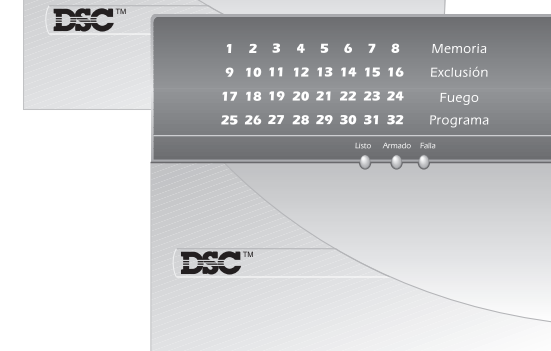 DSC™
1 2 3 4 5 6 7 8 Memoria
9 10 11 12 13 14 15 16 Exclusión
17 18 19 20 21 22 23 24 Fuego
25 26 27 28 29 30 31 32 Programa
Listo Armado Falla
DSC™